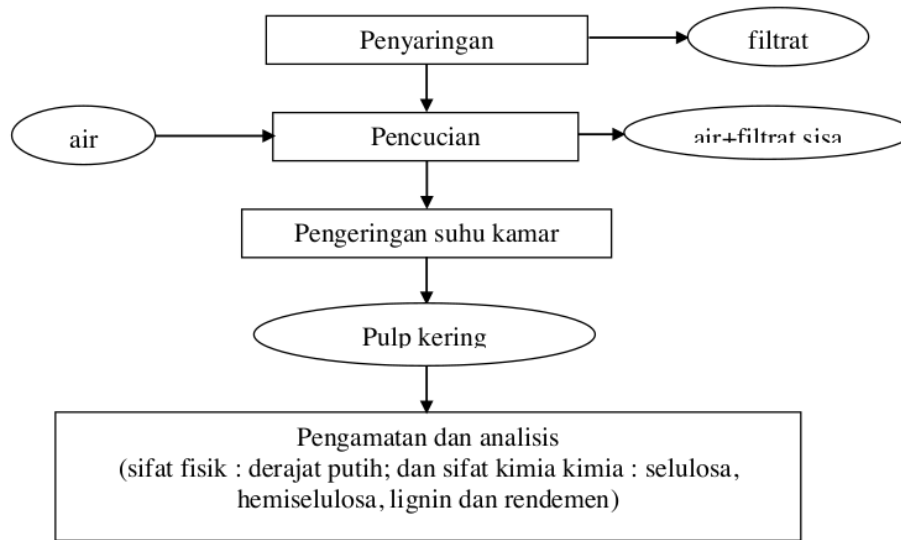 Penyaringan
filtrat
air
Pencucian
air+filtrat sisa
Pengeringan suhu kamar
Pulp kering
Pengamatan dan analisis
(sifat fisik : derajat putih; dan sifat kimia kimia : selulosa,
hemiselulosa, lignin dan rendemen)